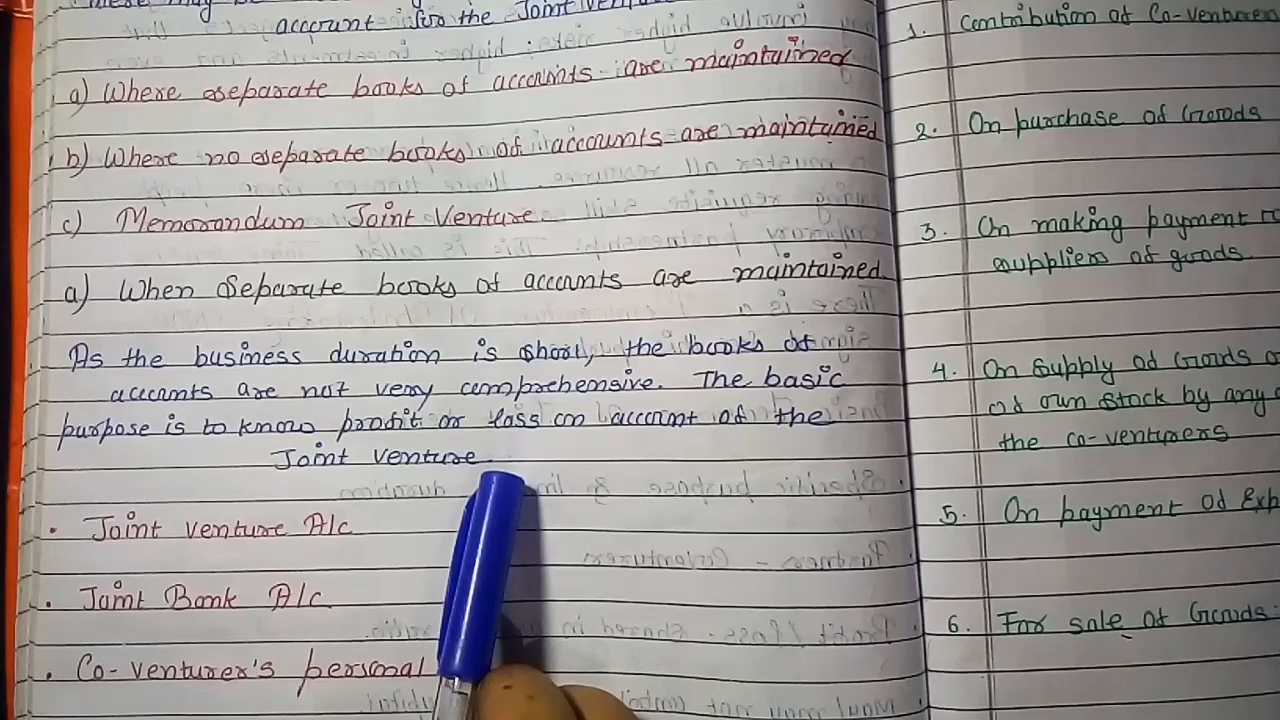 account for the Joint Ventu
a) Where separate books of accounts are maintained
b) Where no separate books of accounts are maintained
c) Memorandum Joint Venture
a) When Separate books of accounts are maintained
As the business duration is short, the books of
accounts are not very comprehensive. The basic
purpose is to know profit or loss on account of the
Joint venture.
• Joint venture A/c
• Joint Bank A/c
• Co-venturer's personal
1. Contribution of Co-venturers
2. On purchase of Goods
3. On making payment to
suppliers of goods
4. On Supply of Goods o
of own stock by any o
the co-venturers
5. On payment of Exp
6. For sale of Goods: